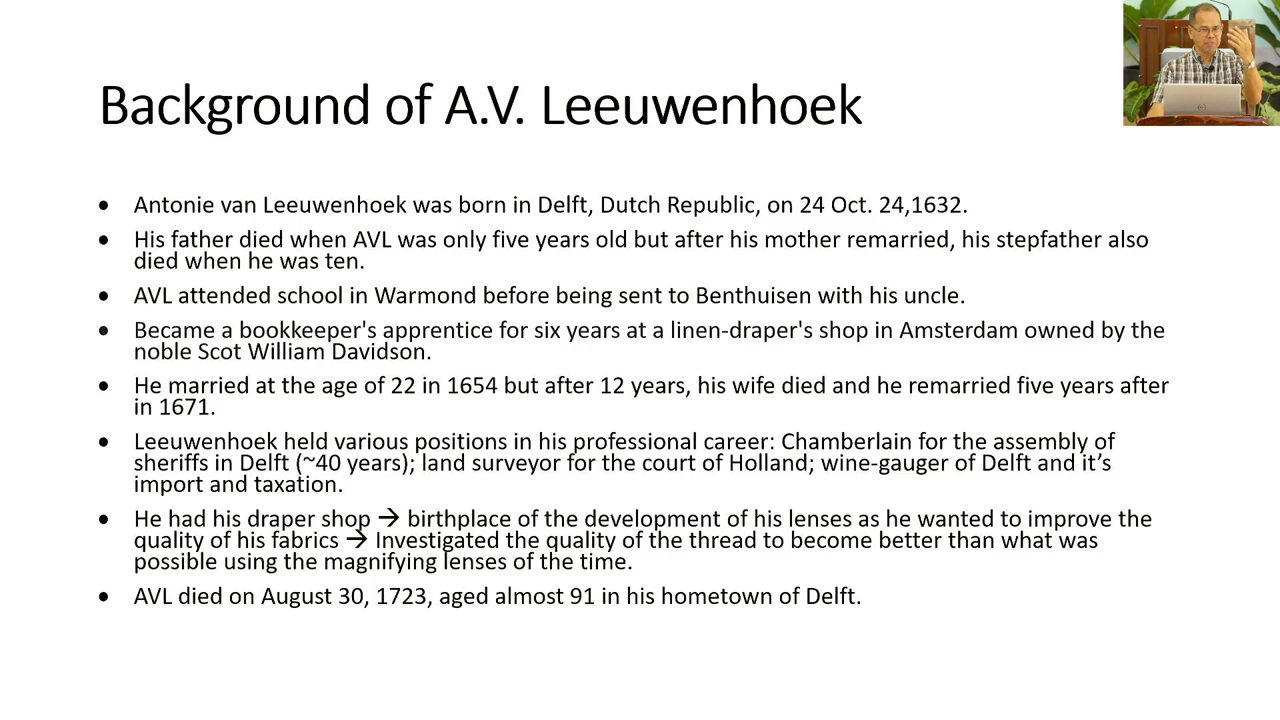 Background of A.V. Leeuwenhoek
• Antonie van Leeuwenhoek was born in Delft, Dutch Republic, on 24 Oct. 24,1632.
• His father died when AVL was only five years old but after his mother remarried, his stepfather also
died when he was ten.
• AVL attended school in Warmond before being sent to Benthuisen with his uncle.
• Became a bookkeeper's apprentice for six years at a linen-draper's shop in Amsterdam owned by the
noble Scot William Davidson.
• He married at the age of 22 in 1654 but after 12 years, his wife died and he remarried five years after
in 1671.
• Leeuwenhoek held various positions in his professional career: Chamberlain for the assembly of
sheriffs in Delft (~40 years); land surveyor for the court of Holland; wine-gauger of Delft and it’s
import and taxation.
• He had his draper shop → birthplace of the development of his lenses as he wanted to improve the
quality of his fabrics → Investigated the quality of the thread to become better than what was
possible using the magnifying lenses of the time.
• AVL died on August 30, 1723, aged almost 91 in his hometown of Delft.